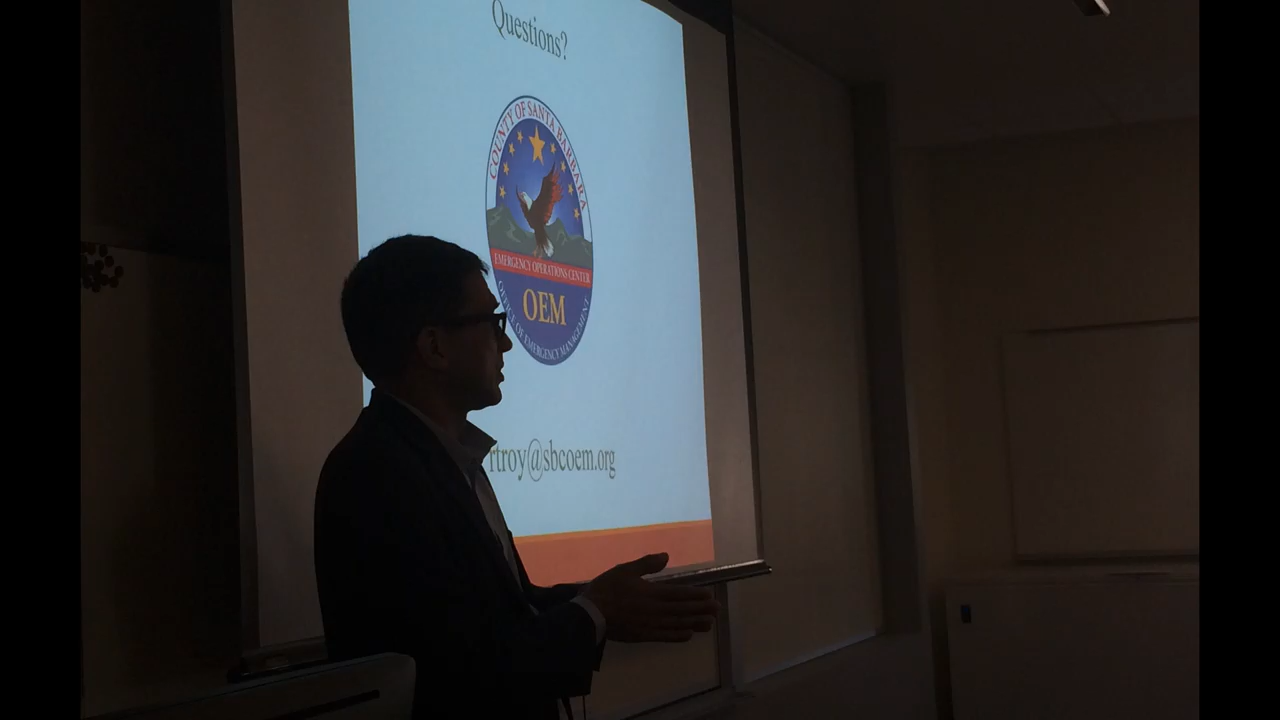 Questions?
COUNTY OF SANTA BARBARA
EMERGENCY OPERATIONS CENTER
OEM
OFFICE OF EMERGENCY MANAGEMENT
rtroy@sbcoem.org